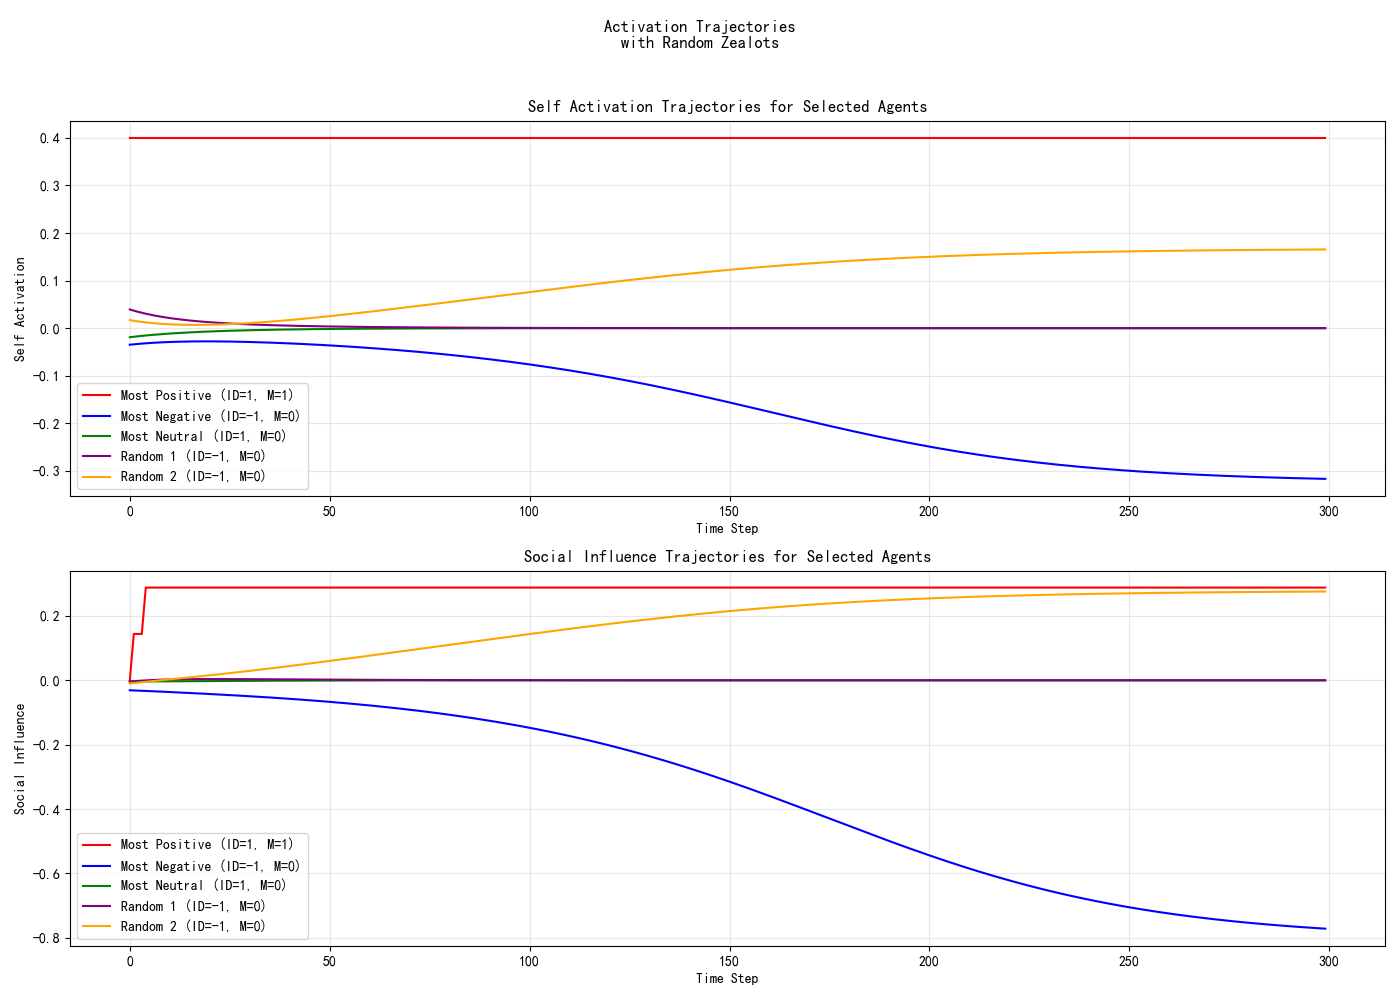 Activation Trajectories
with Random Zealots
Self Activation Trajectories for Selected Agents
0.4
0.3
0.2
0.1
0.0
−0.1
−0.2
−0.3
Self Activation
Most Positive (ID=1, M=1)
Most Negative (ID=-1, M=0)
Most Neutral (ID=1, M=0)
Random 1 (ID=-1, M=0)
Random 2 (ID=-1, M=0)
0 50 100 150 200 250 300
Time Step
Social Influence Trajectories for Selected Agents
0.2
0.0
−0.2
−0.4
−0.6
−0.8
Social Influence
Most Positive (ID=1, M=1)
Most Negative (ID=-1, M=0)
Most Neutral (ID=1, M=0)
Random 1 (ID=-1, M=0)
Random 2 (ID=-1, M=0)
0 50 100 150 200 250 300
Time Step